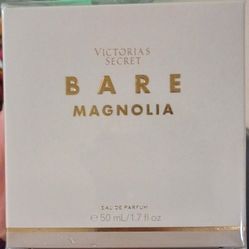 VICTORIA'S
SECRET
BARE
MAGNOLIA
EAU DE PARFUM
℮ 50 mL/1.7 fl oz